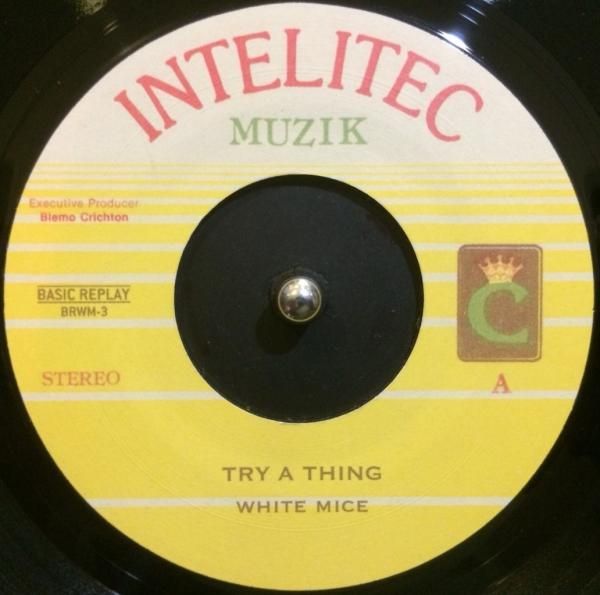 INTELITEC
MUZIK
Executive Producer
Blemo Crichton
BASIC REPLAY
BRWM-3
C
STEREO
A
TRY A THING
WHITE MICE